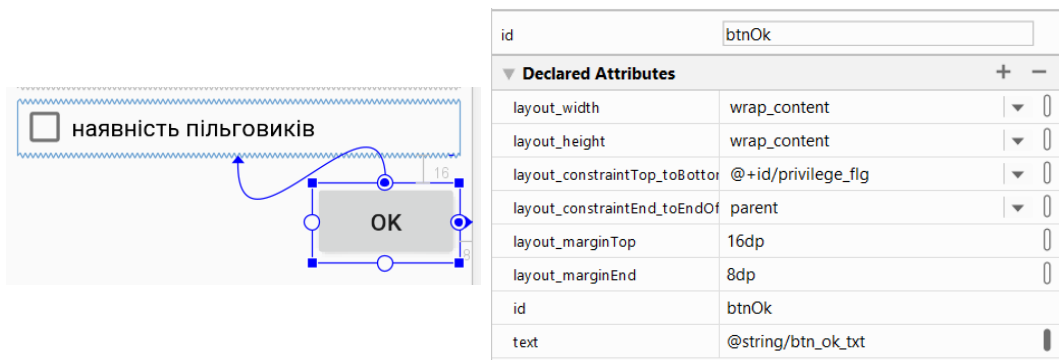 наявність пільговиків
16
OK
8
id btnOk
Declared Attributes
layout_width wrap_content
layout_height wrap_content
layout_constraintTop_toBottor @+id/privilege_flg
layout_constraintEnd_toEndOf parent
layout_marginTop 16dp
layout_marginEnd 8dp
id btnOk
text @string/btn_ok_txt